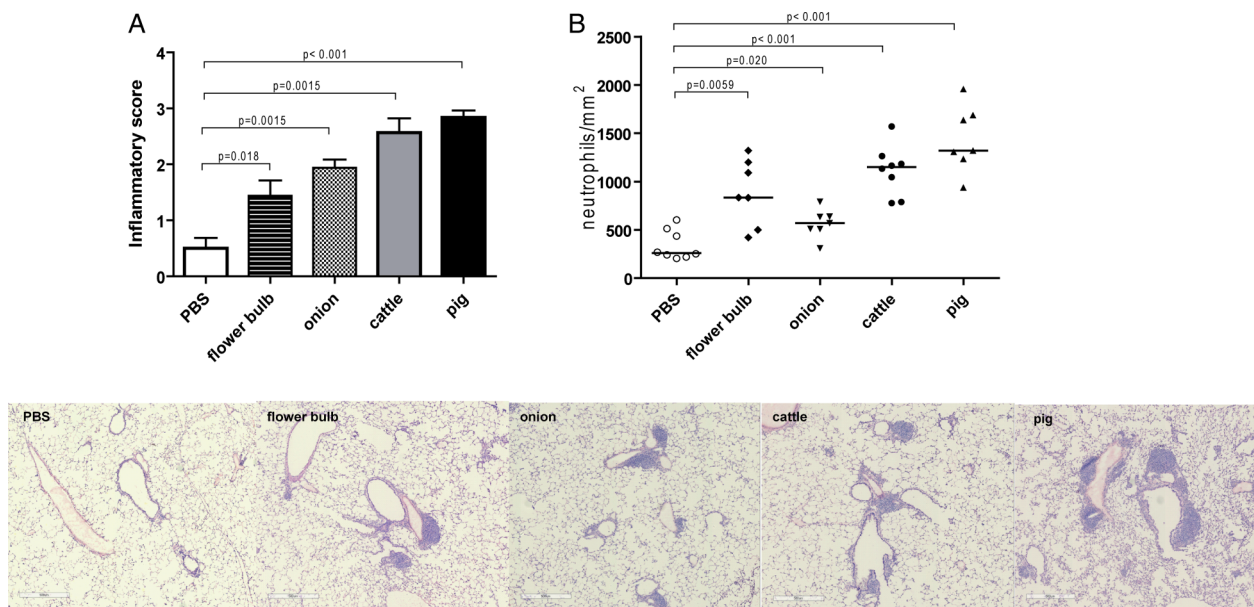 A
Inflammatory score
4
3
2
1
0
p< 0.001
p=0.0015
p=0.0015
p=0.018
PBS
flower bulb
onion
cattle
pig
B
neutrophils/mm²
2500
2000
1500
1000
500
0
p< 0.001
p< 0.001
p=0.020
p=0.0059
PBS
flower bulb
onion
cattle
pig
PBS
flower bulb
onion
cattle
pig